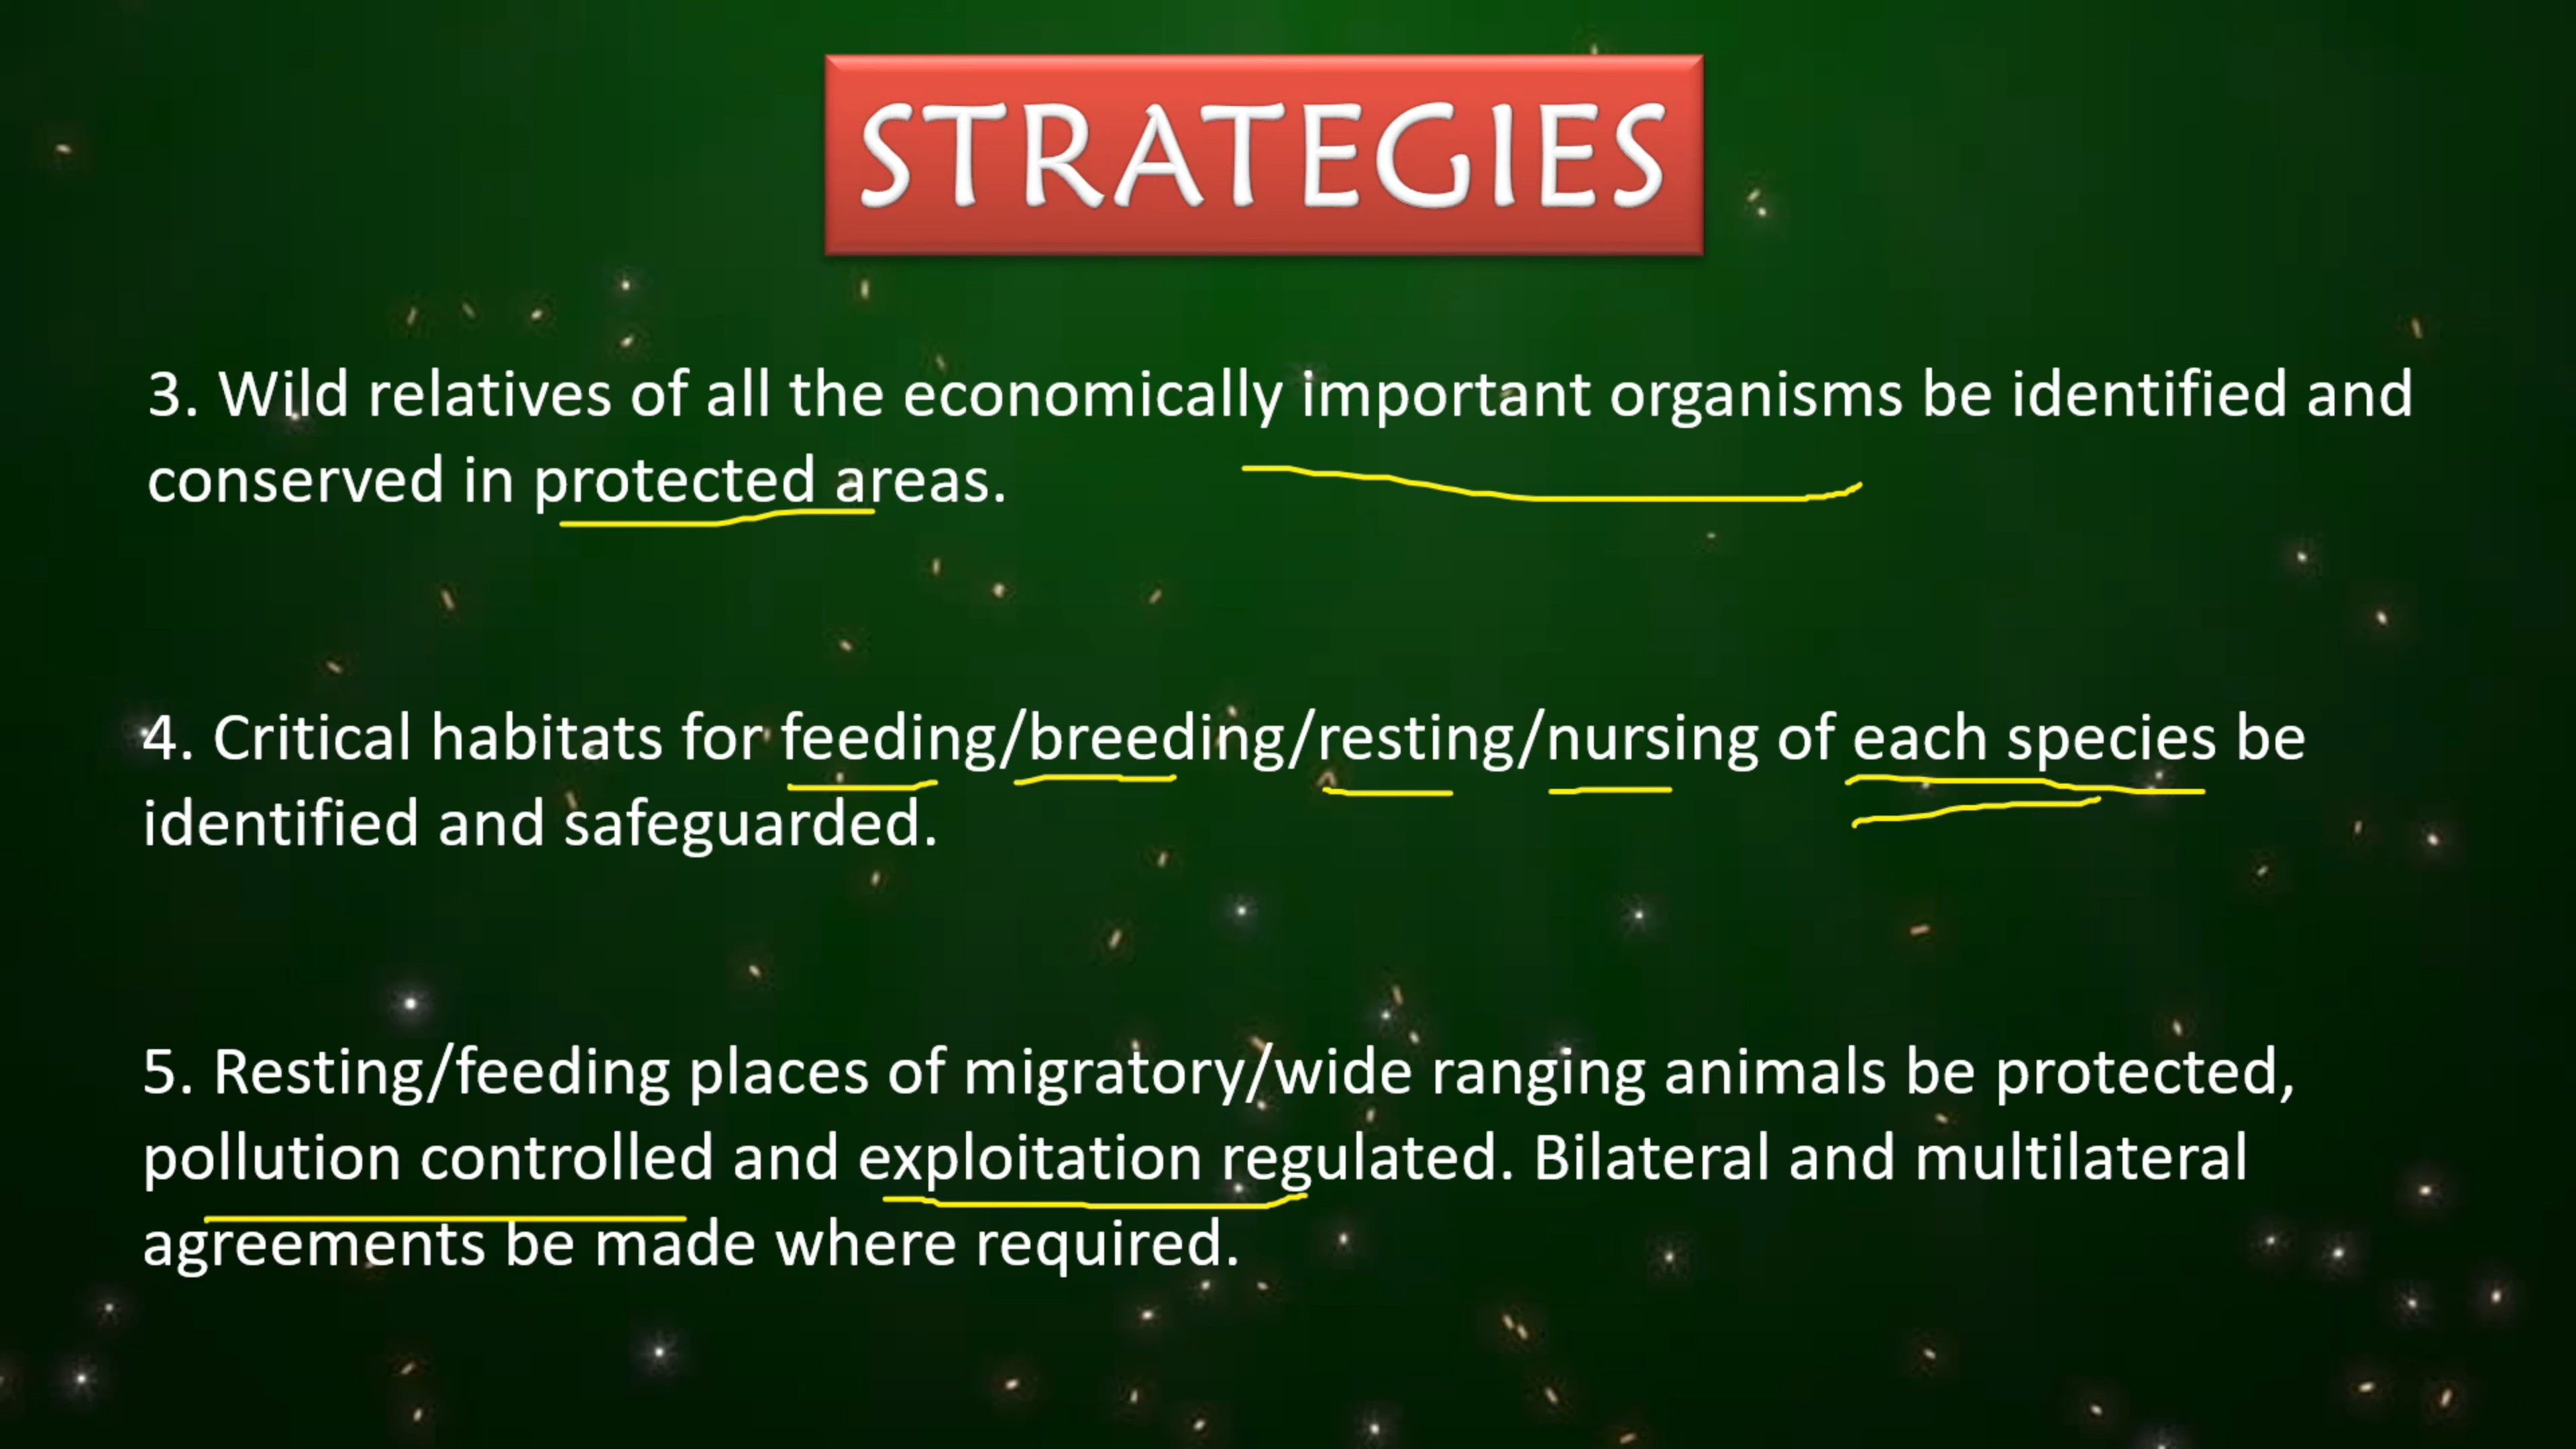 STRATEGIES
3. Wild relatives of all the economically important organisms be identified and
conserved in protected areas.
4. Critical habitats for feeding/breeding/resting/nursing of each species be
identified and safeguarded.
5. Resting/feeding places of migratory/wide ranging animals be protected,
pollution controlled and exploitation regulated. Bilateral and multilateral
agreements be made where required.